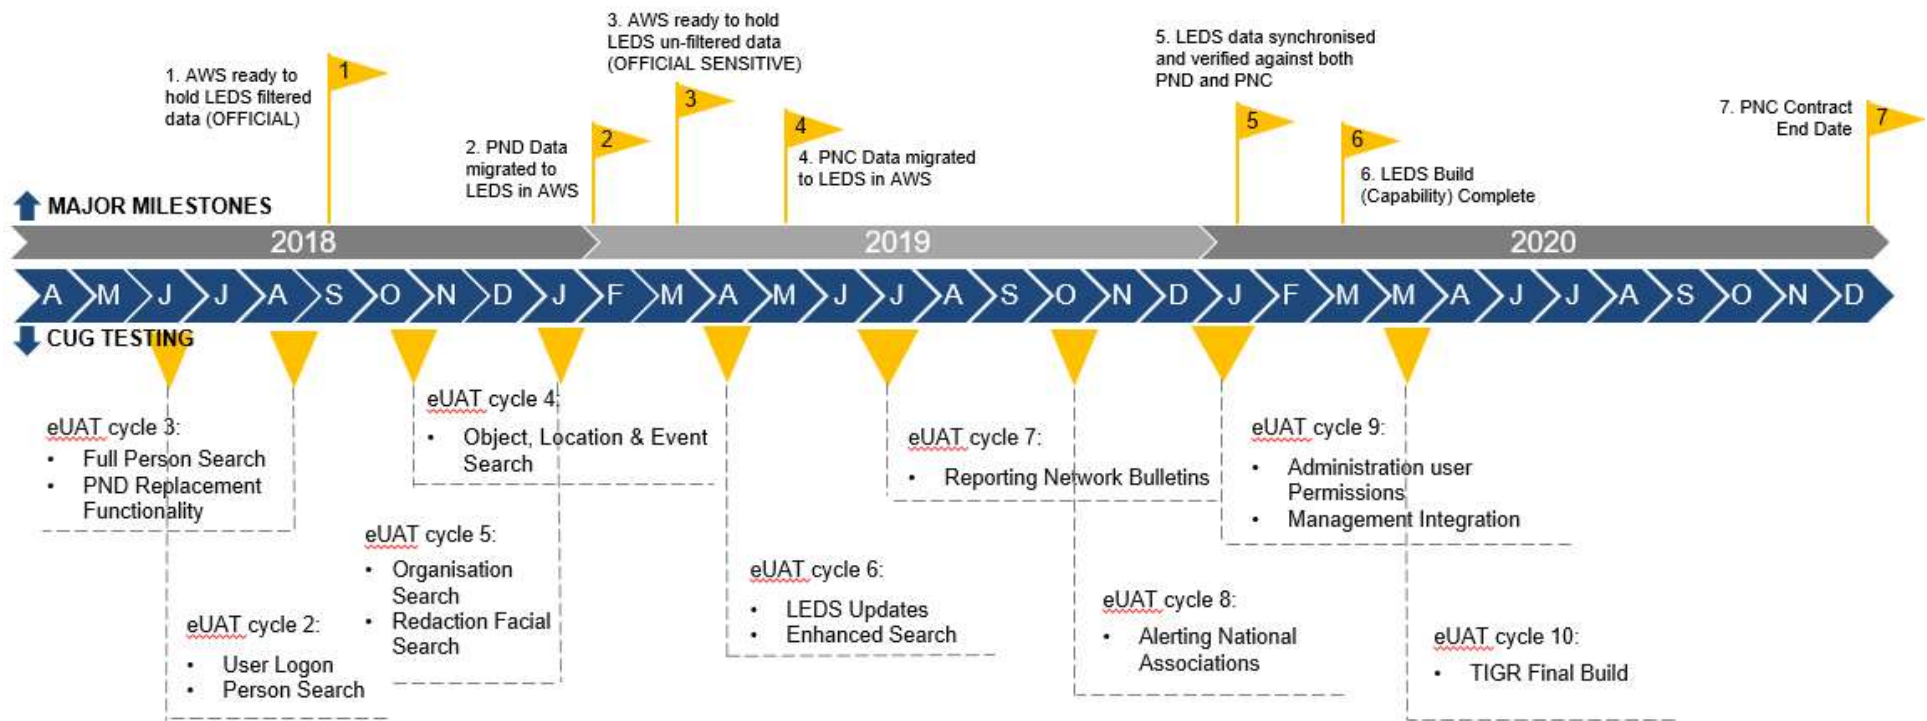 3. AWS ready to hold
LEDS un-filtered data
(OFFICIAL SENSITIVE)
5. LEDS data synchronised
and verified against both
PND and PNC
1. AWS ready to
hold LEDS filtered
data (OFFICIAL)
1
3
2. PND Data
migrated to
LEDS in AWS
2
4
4. PNC Data migrated
to LEDS in AWS
5
6
6. LEDS Build
(Capability) Complete
7. PNC Contract
End Date
7
MAJOR MILESTONES
2018 2019 2020
A M J J A S O N D J F M A M J J A S O N D J F M M A J J A S O N D
CUG TESTING
eUAT cycle 3:
• Full Person Search
• PND Replacement
Functionality
eUAT cycle 2:
• User Logon
• Person Search
eUAT cycle 4:
• Object, Location & Event
Search
eUAT cycle 5:
• Organisation
Search
• Redaction Facial
Search
eUAT cycle 6:
• LEDS Updates
• Enhanced Search
eUAT cycle 7:
• Reporting Network Bulletins
eUAT cycle 8:
• Alerting National
Associations
eUAT cycle 9:
• Administration user
Permissions
• Management Integration
eUAT cycle 10:
• TIGR Final Build